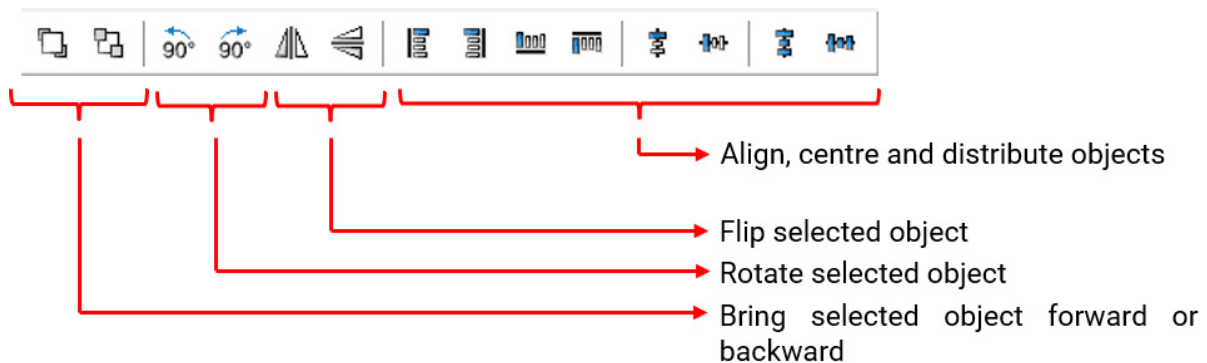 90° 90°
Align, centre and distribute objects
Flip selected object
Rotate selected object
Bring selected object forward or
backward